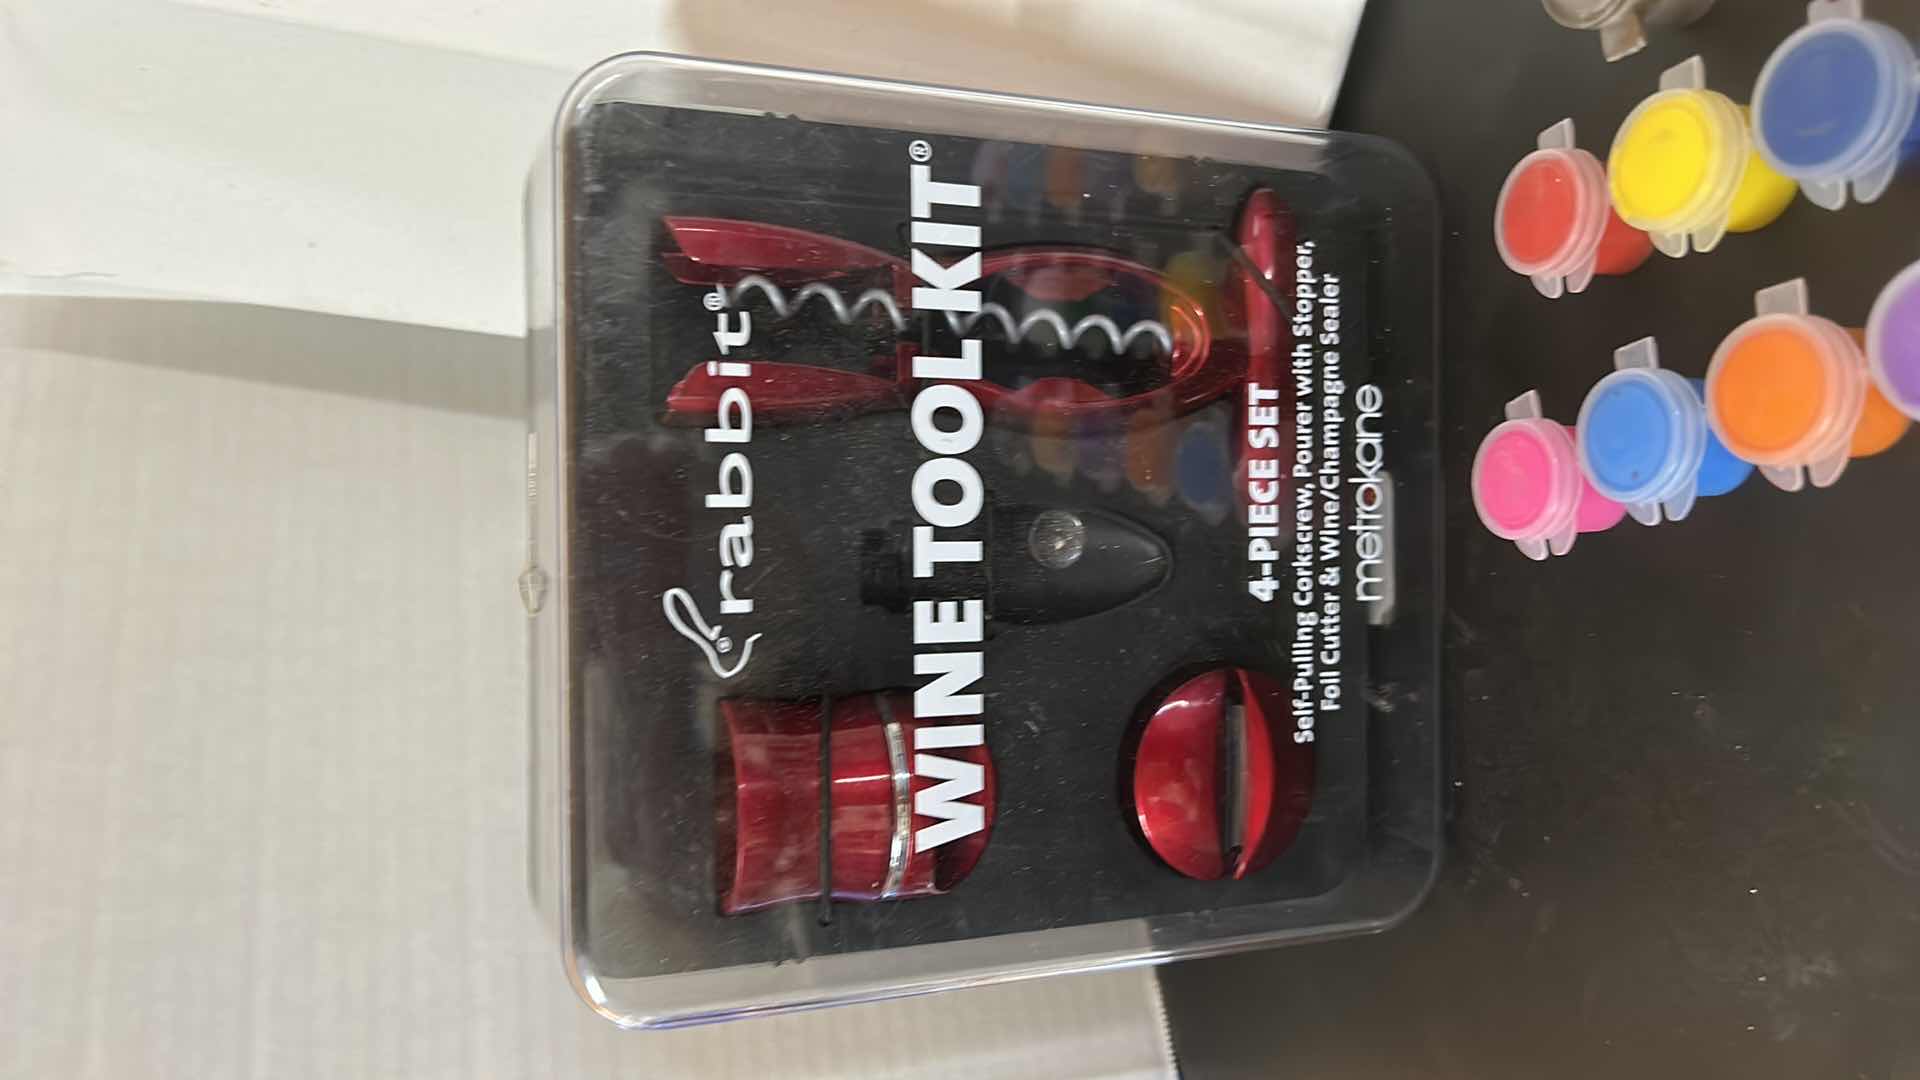 rabbit®
WINE TOOL KIT®
4-PIECE SET
Self-Pulling Corkscrew, Pourer with Stopper,
Foil Cutter & Wine/Champagne Sealer
metrokane